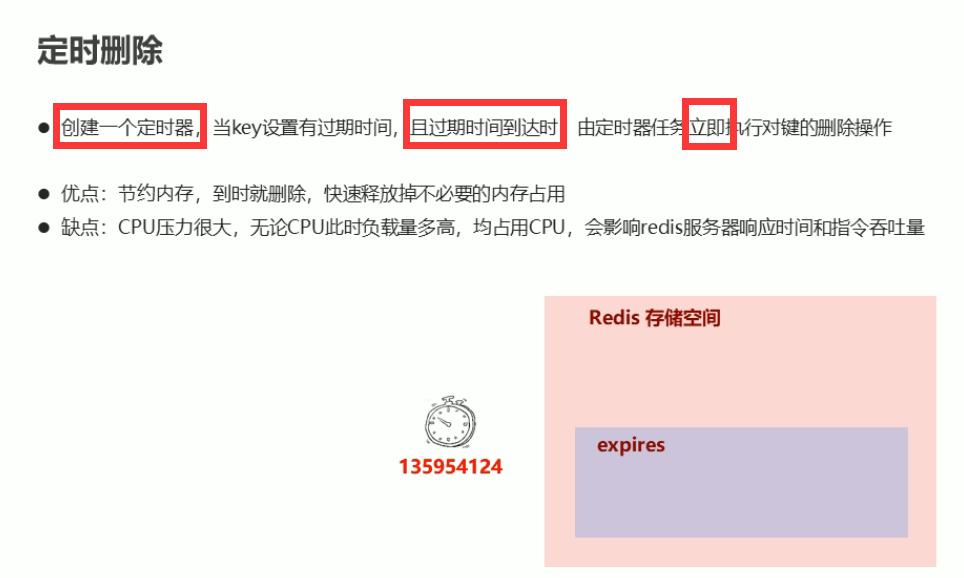 定时删除
● 创建一个定时器，当key设置有过期时间，且过期时间到达时，由定时器任务立即执行对键的删除操作
● 优点：节约内存，到时就删除，快速释放掉不必要的内存占用
● 缺点：CPU压力很大，无论CPU此时负载量多高，均占用CPU，会影响redis服务器响应时间和指令吞吐量
Redis 存储空间
expires
135954124